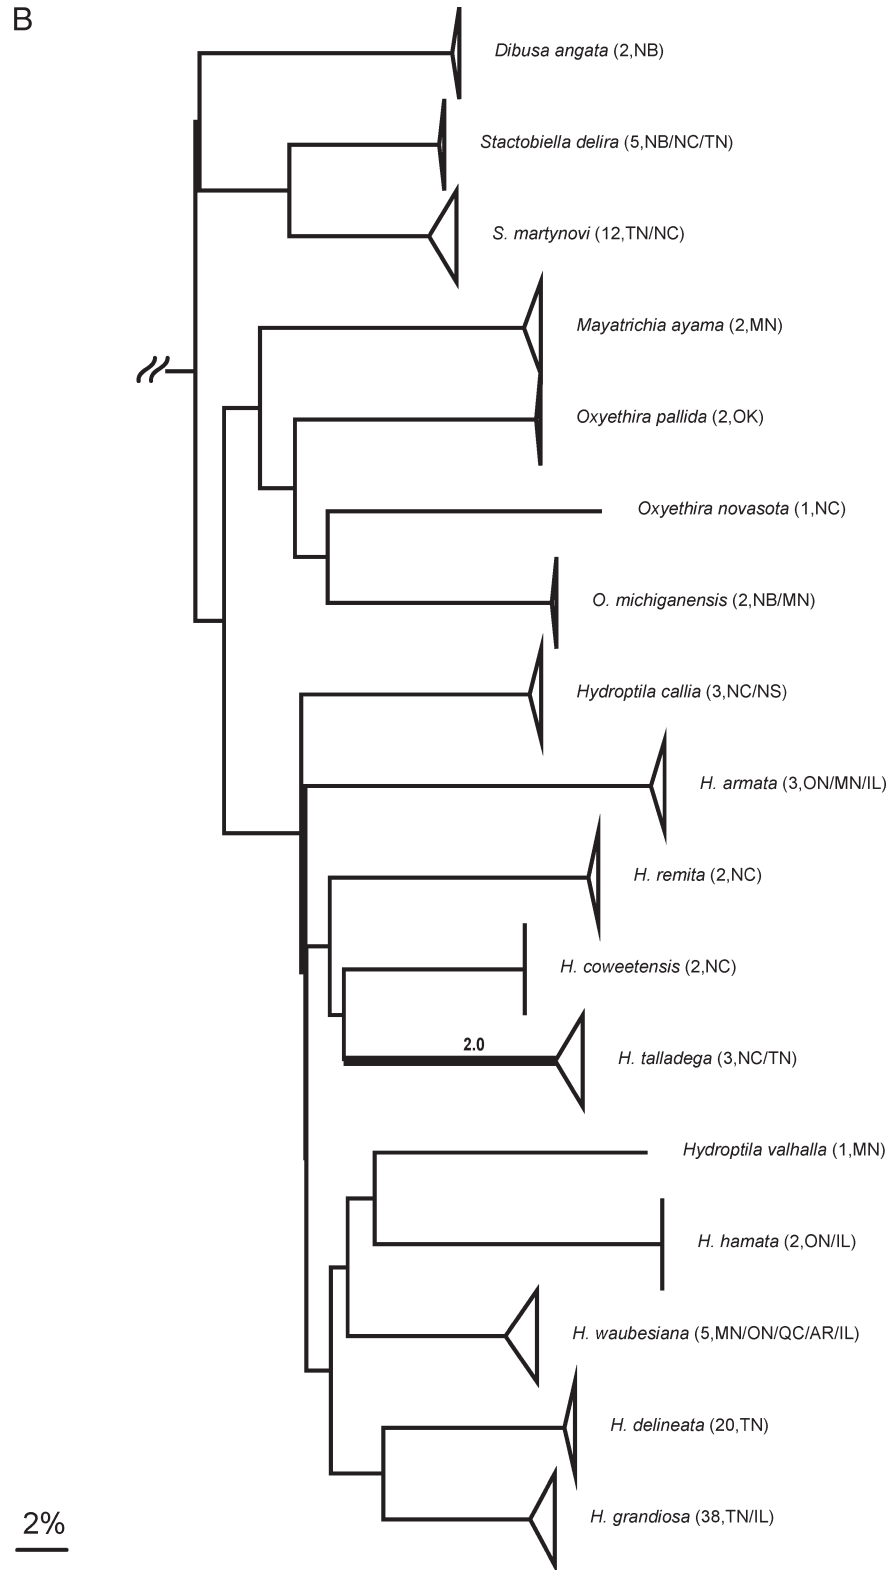 B
Dibusa angata (2,NB)
Stactobiella delira (5,NB/NC/TN)
S. martynovi (12,TN/NC)
Mayatrichia ayama (2,MN)
Oxyethira pallida (2,OK)
Oxyethira novasota (1,NC)
O. michiganensis (2,NB/MN)
Hydroptila callia (3,NC/NS)
H. armata (3,ON/MN/IL)
H. remita (2,NC)
H. coweetensis (2,NC)
2.0
H. talladega (3,NC/TN)
Hydroptila valhalla (1,MN)
H. hamata (2,ON/IL)
H. waubesiana (5,MN/ON/QC/AR/IL)
H. delineata (20,TN)
H. grandiosa (38,TN/IL)
2%